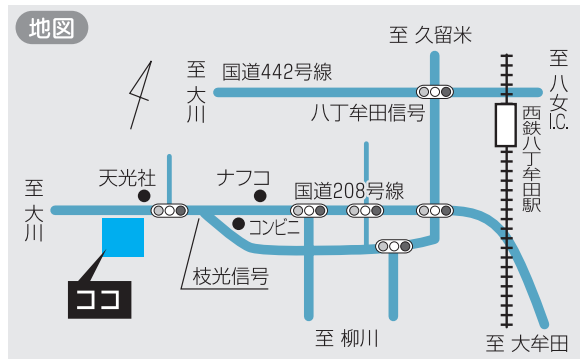 地図
至 久留米
至 大川
国道442号線
至 八女I.C.
八丁牟田信号
西鉄八丁牟田駅
天光社
ナフコ
至 大川
国道208号線
コンビニ
枝光信号
ココ
至 柳川
至 大牟田